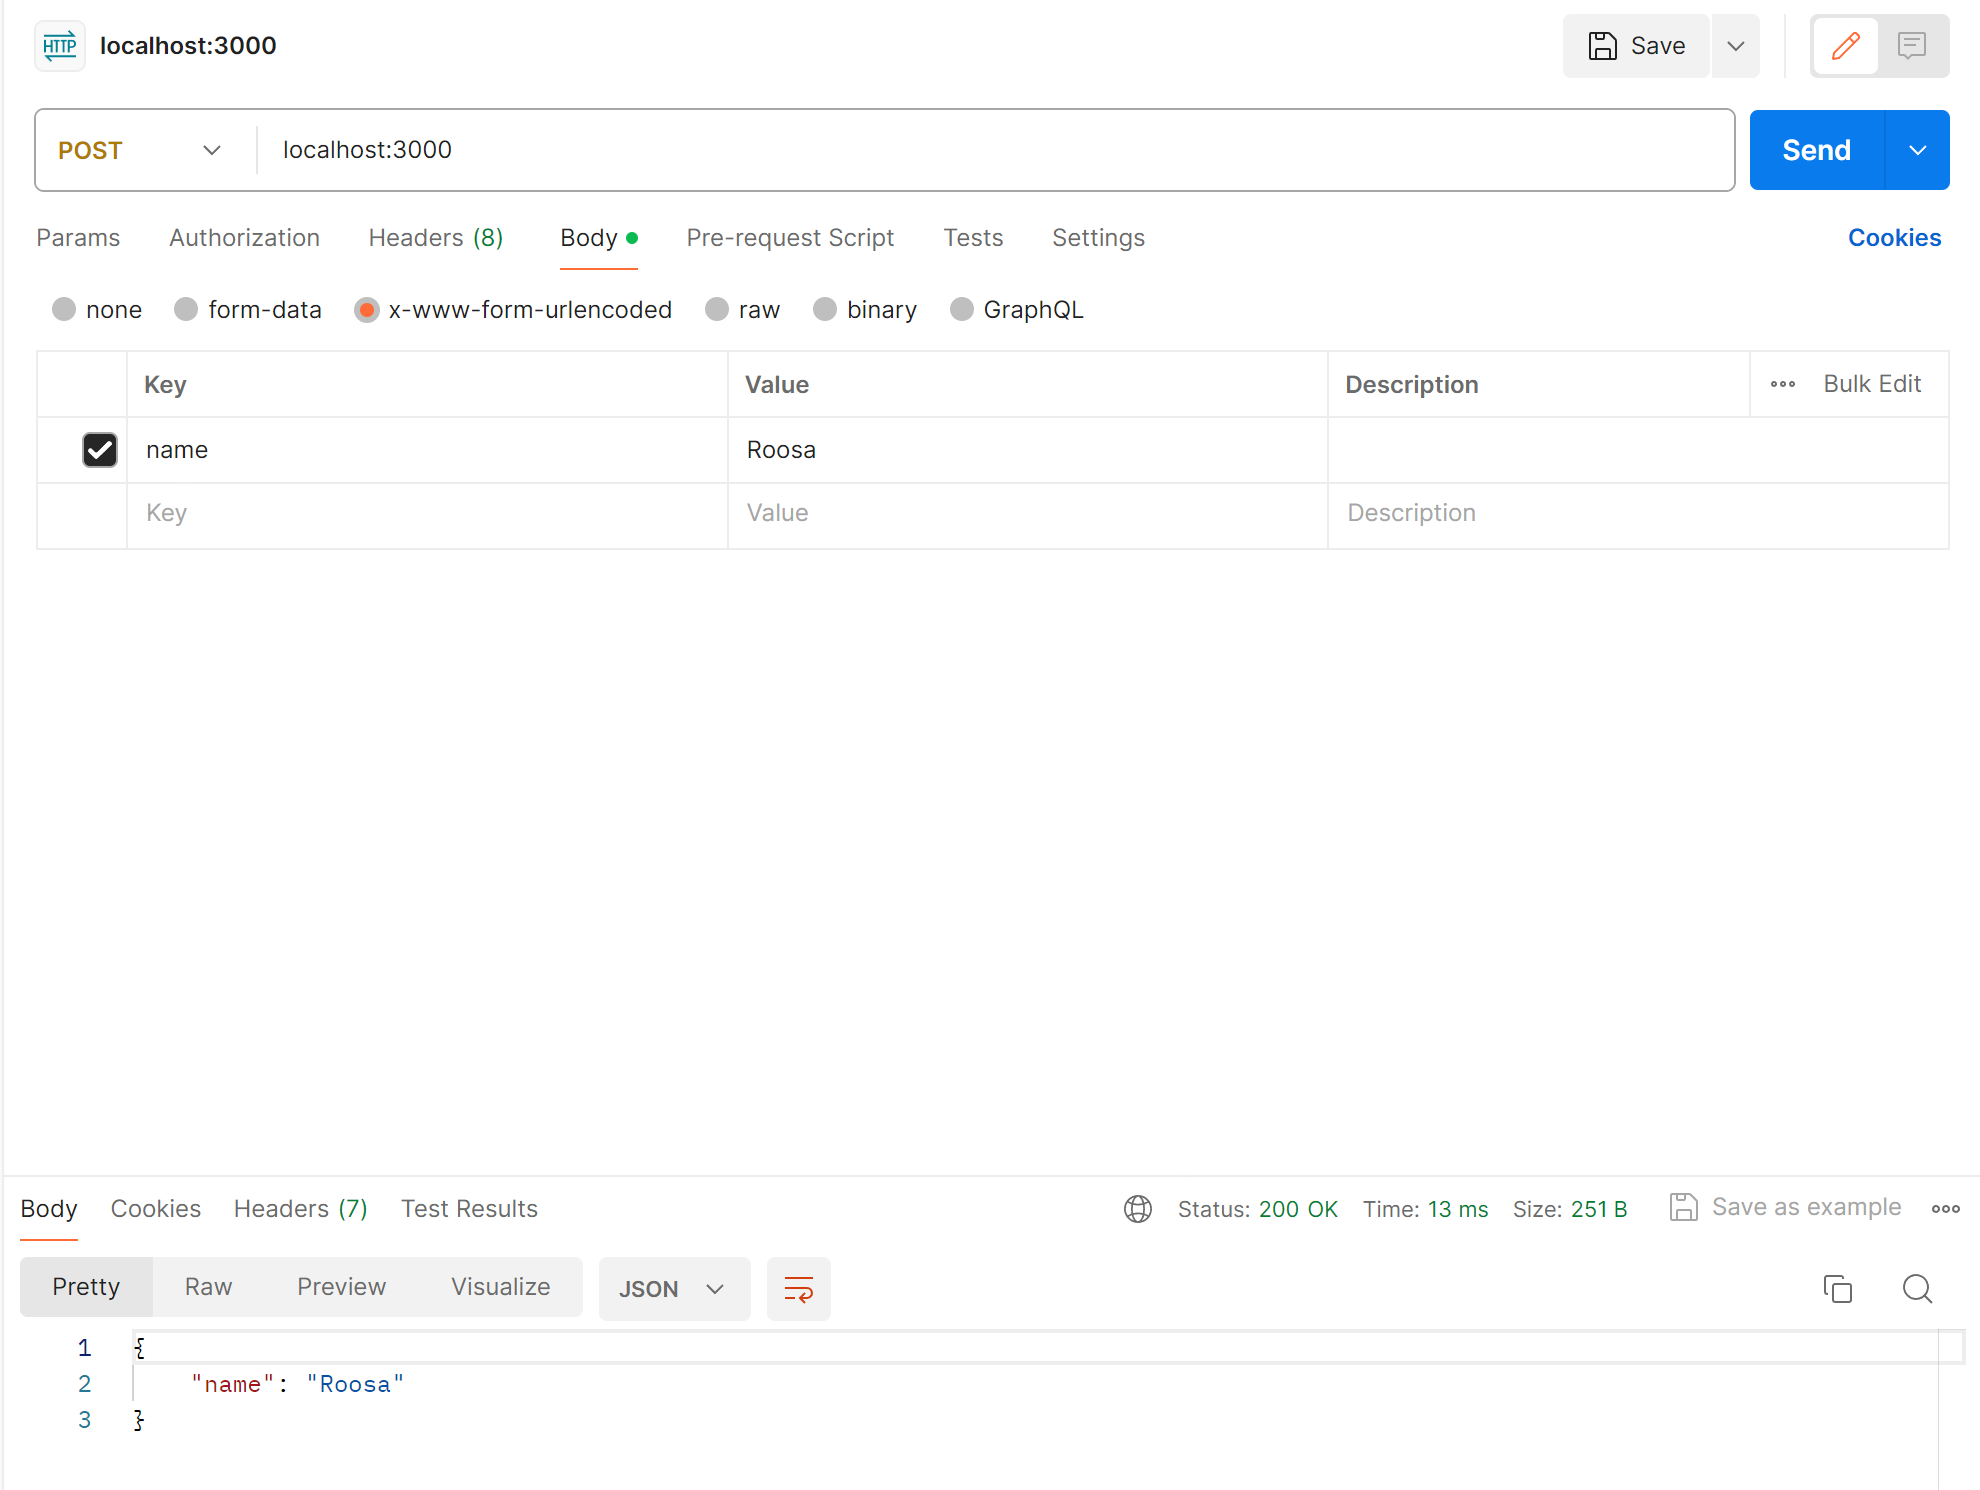 HTTP localhost:3000 Save
POST localhost:3000 Send
Params Authorization Headers (8) Body Pre-request Script Tests Settings Cookies
none form-data x-www-form-urlencoded raw binary GraphQL
Key Value Description Bulk Edit
name Roosa
Key Value Description
Body Cookies Headers (7) Test Results Status: 200 OK Time: 13 ms Size: 251 B Save as example
Pretty Raw Preview Visualize JSON
1 {
2 "name": "Roosa"
3 }